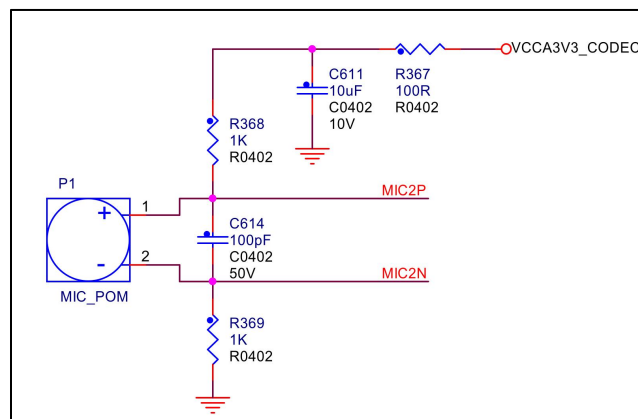 VCCA3V3_CODEC
C611
10uF
C0402
10V
R367
100R
R0402
R368
1K
R0402
P1
1
MIC2P
+
C614
100pF
C0402
50V
2
-
MIC2N
MIC_POM
R369
1K
R0402